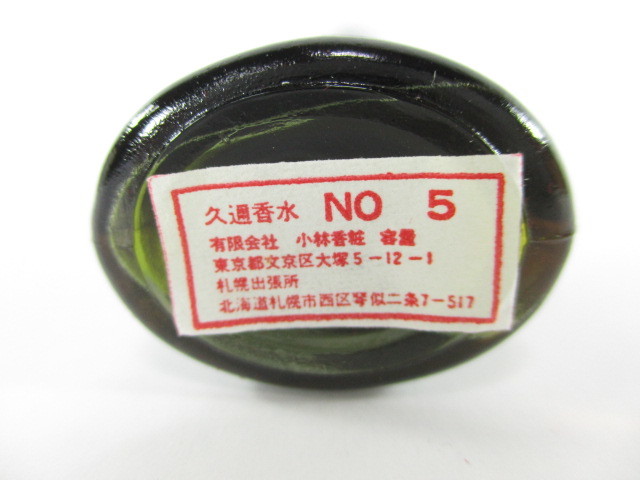 久邇香水 NO 5
有限会社 小林香粧 容量
東京都文京区大塚5-12-1
札幌出張所
北海道札幌市西区琴似二条7-517